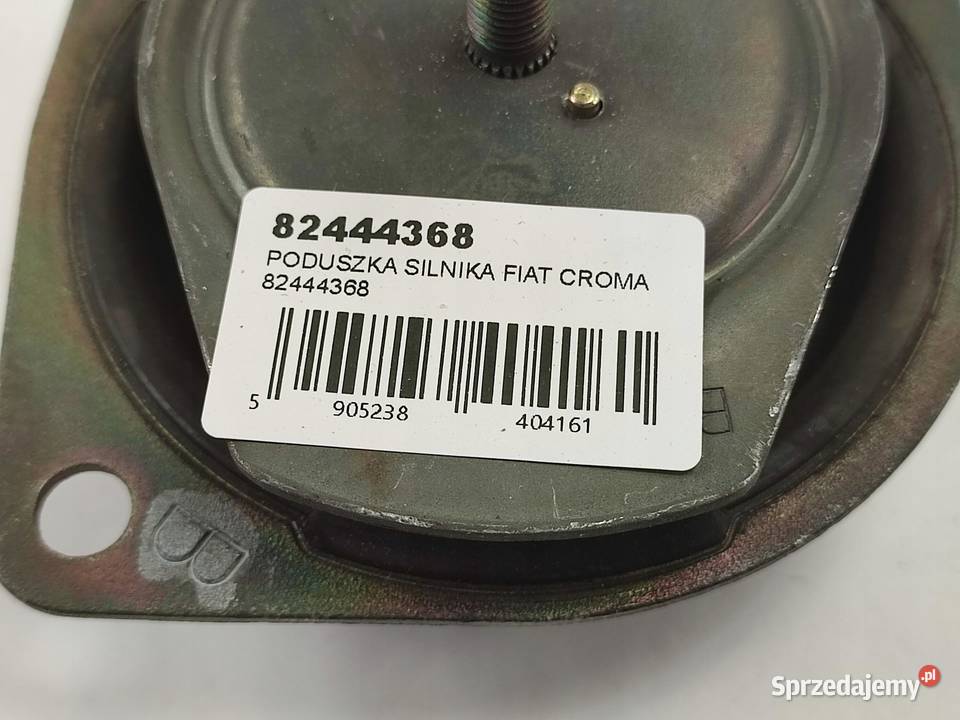 82444368
PODUSZKA SILNIKA FIAT CROMA
82444368
5 905238 404161
B
B
Sprzedajemy.pl